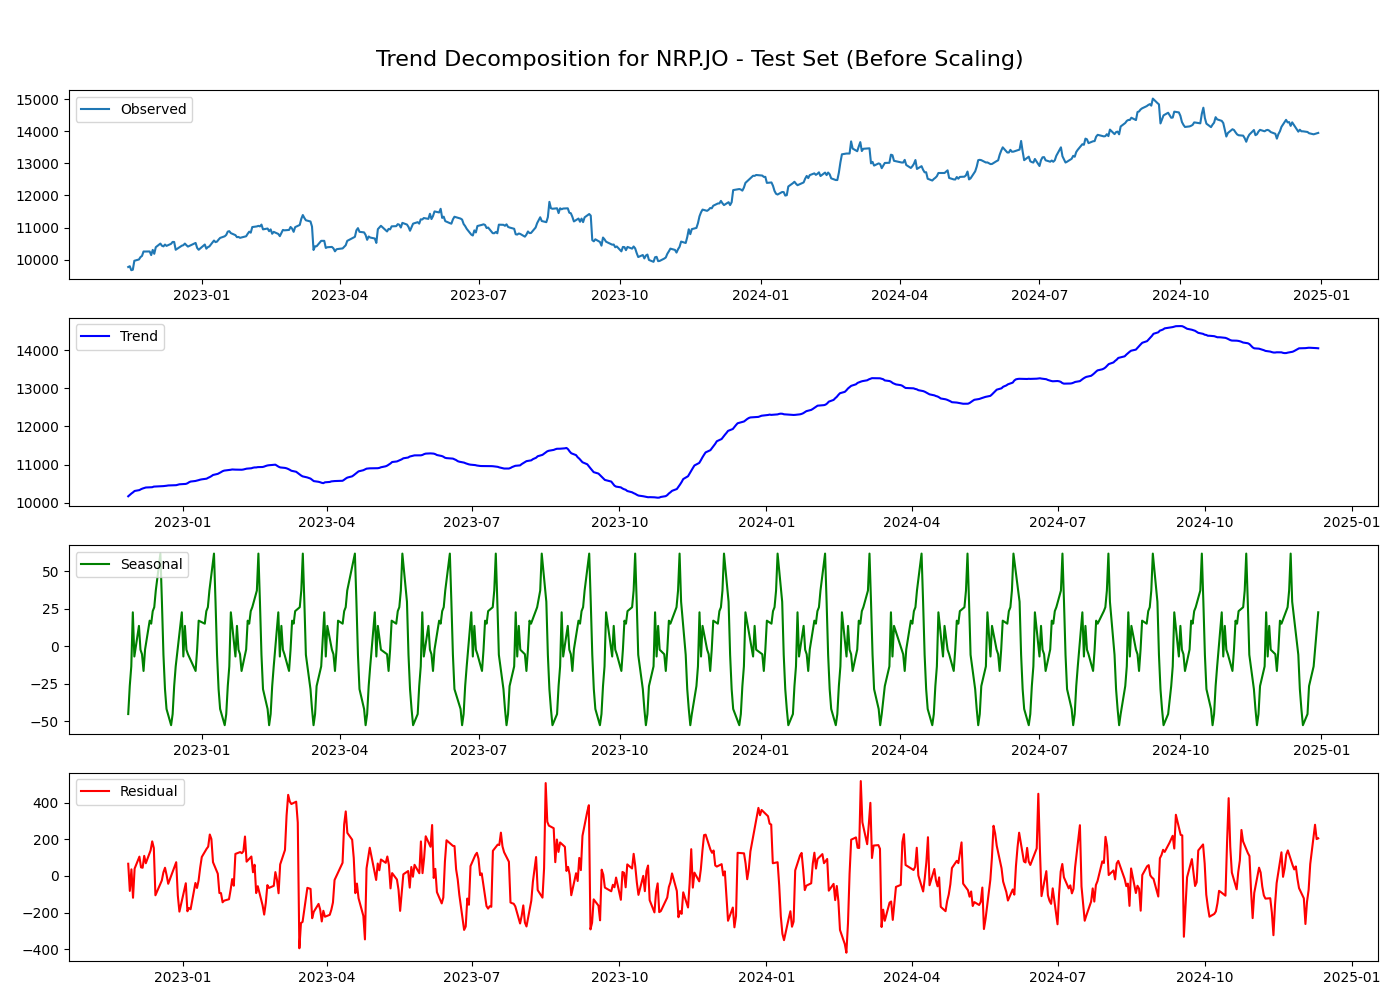 Trend Decomposition for NRP.JO - Test Set (Before Scaling)
15000
14000
13000
12000
11000
10000
Observed
2023-01 2023-04 2023-07 2023-10 2024-01 2024-04 2024-07 2024-10 2025-01
14000
13000
12000
11000
10000
Trend
2023-01 2023-04 2023-07 2023-10 2024-01 2024-04 2024-07 2024-10 2025-01
50
25
0
−25
−50
Seasonal
2023-01 2023-04 2023-07 2023-10 2024-01 2024-04 2024-07 2024-10 2025-01
400
200
0
−200
−400
Residual
2023-01 2023-04 2023-07 2023-10 2024-01 2024-04 2024-07 2024-10 2025-01